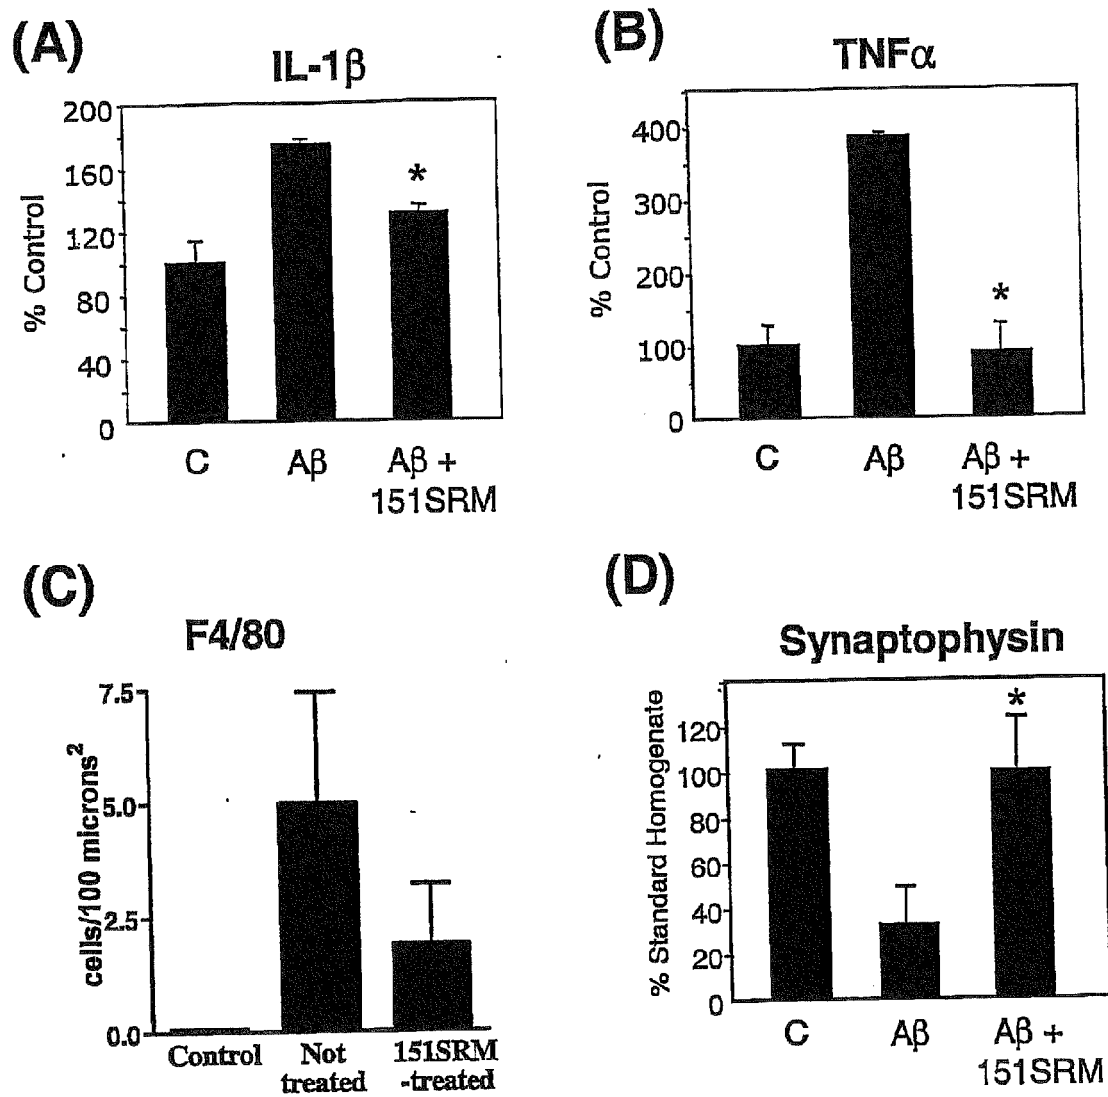 (A)
IL-1β
% Control
200
160
120
80
40
0
C
Aβ
Aβ +
151SRM
*
(B)
TNFα
% Control
400
300
200
100
0
C
Aβ
Aβ +
151SRM
*
(C)
F4/80
cells/100 microns²
7.5
5.0
2.5
0.0
Control
Not
treated
151SRM
-treated
(D)
Synaptophysin
% Standard Homogenate
120
100
80
60
40
20
0
C
Aβ
Aβ +
151SRM
*